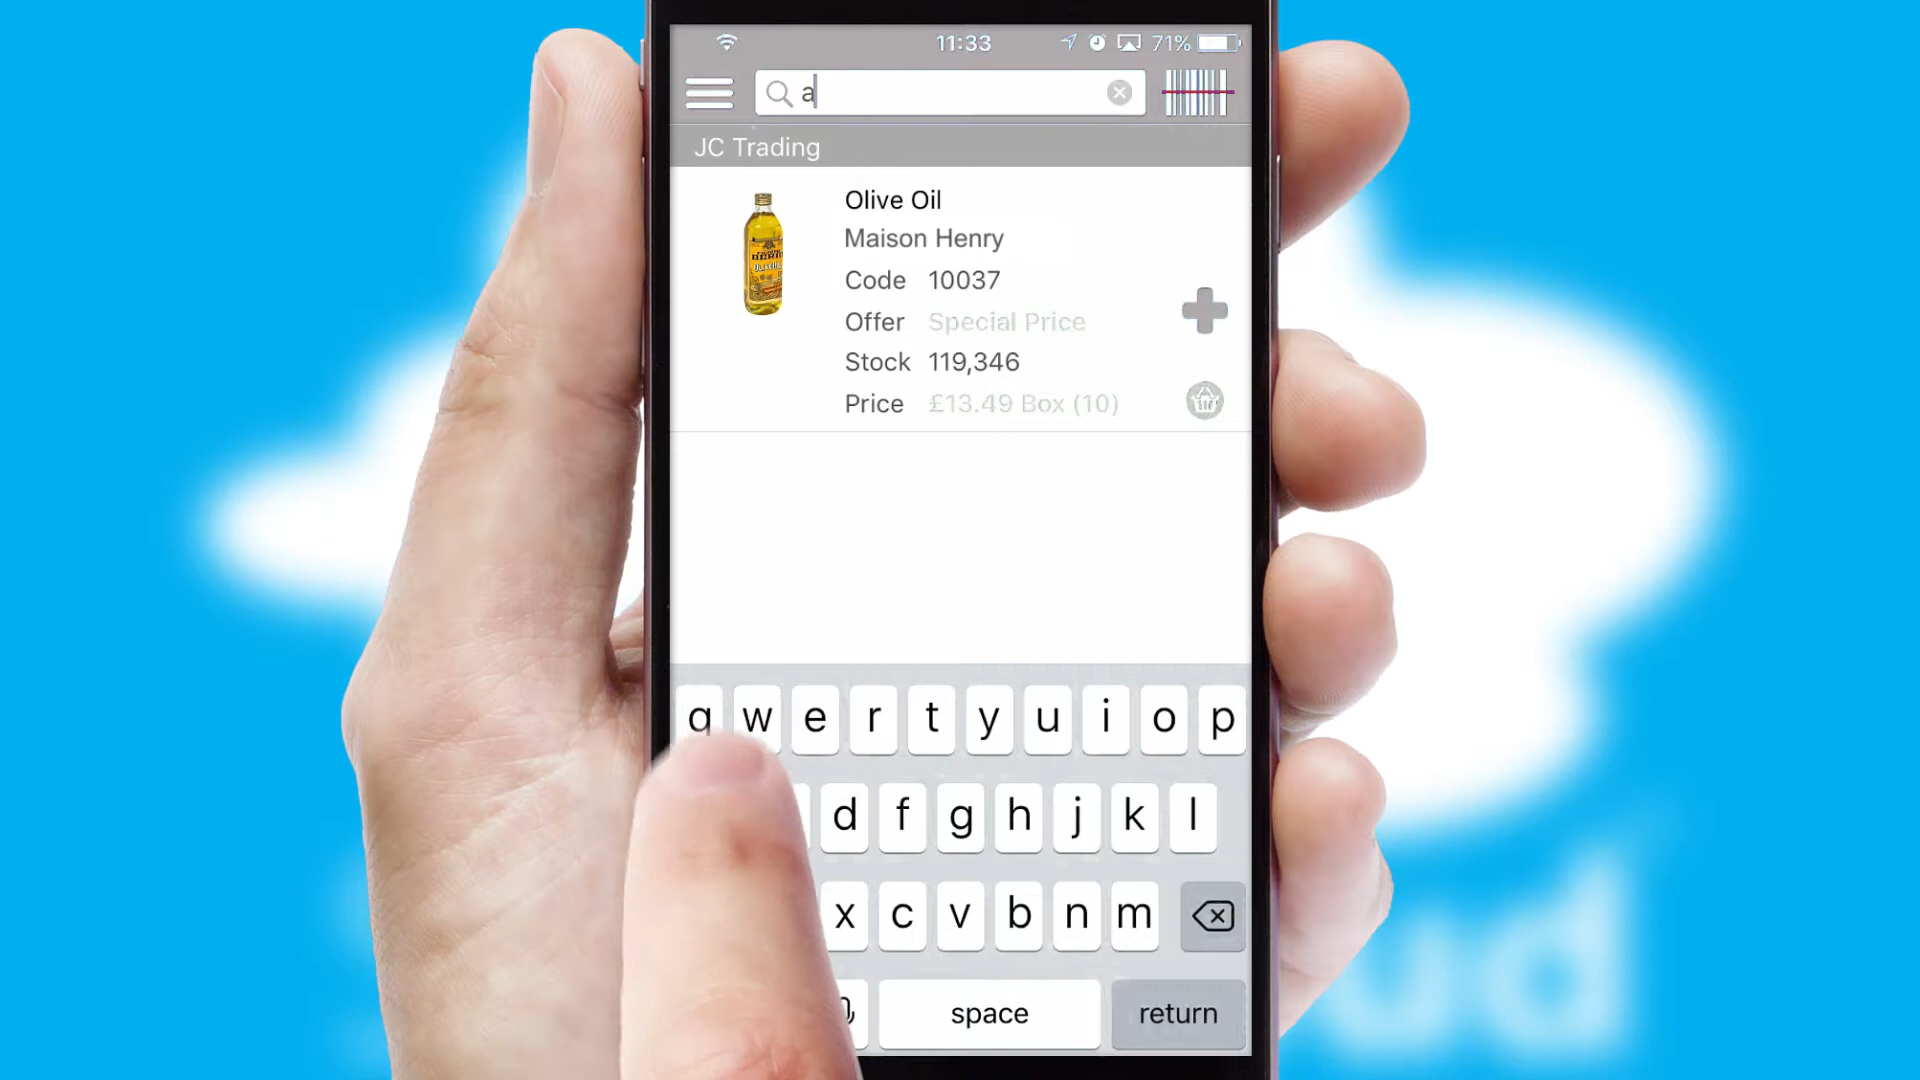 11:33
71%
a
JC Trading
Olive Oil
Maison Henry
Code 10037
Offer Special Price
Stock 119,346
Price £13.49 Box (10)
q w e r t y u i o p
d f g h j k l
x c v b n m
space return
ud